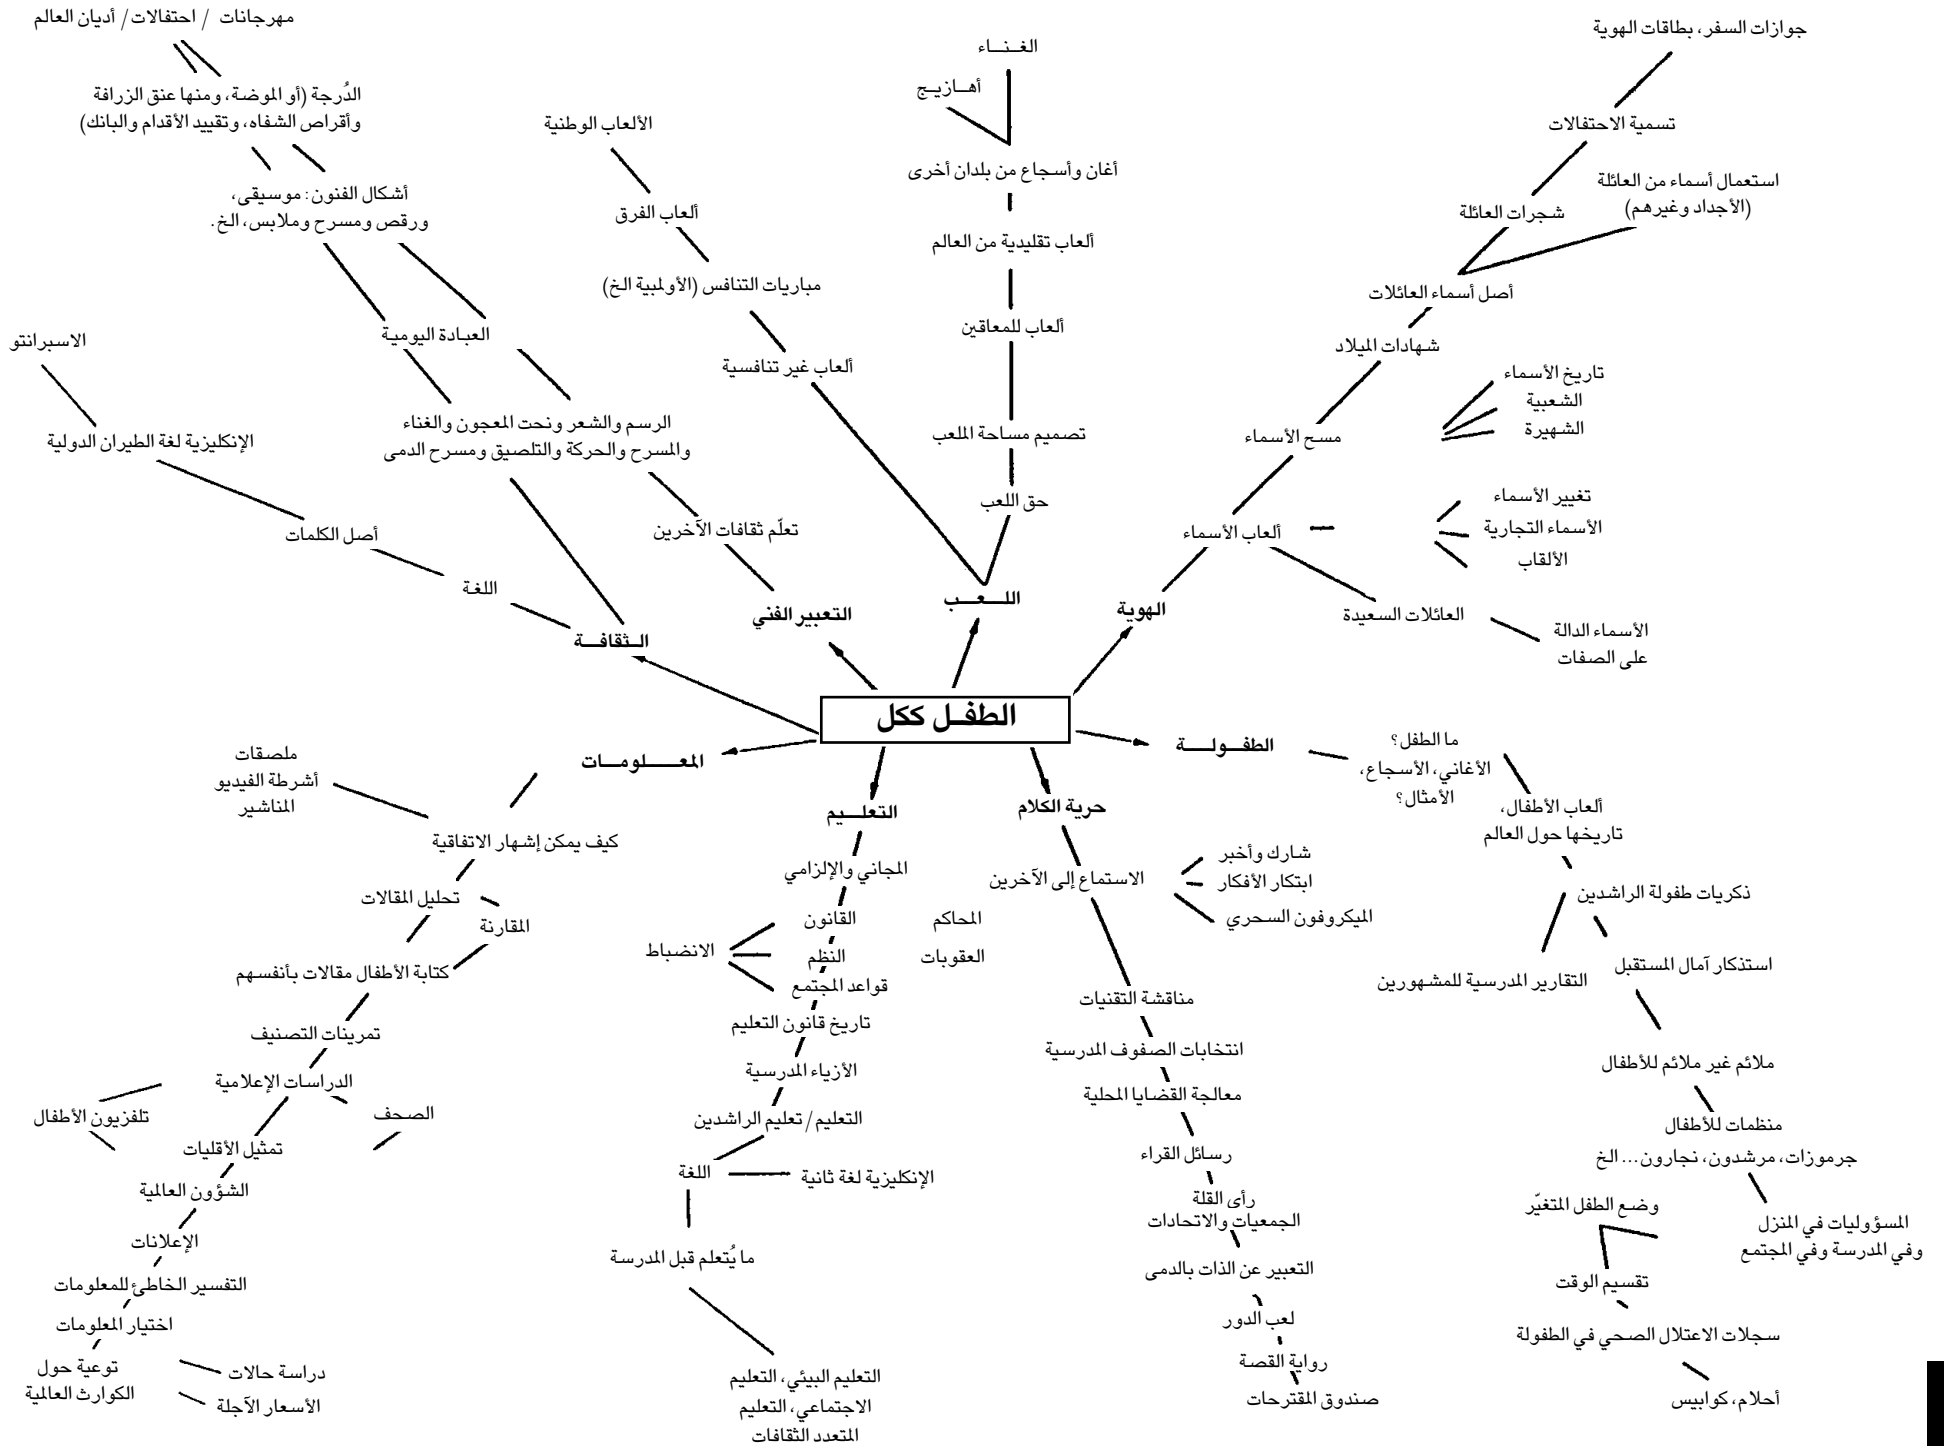 مهرجانات / احتفالات/ أديان العالم
الدُرجة (أو الموضة، ومنها عنق الزرافة
وأقراص الشفاه، وتقييد الأقدام والبانك)
أشكال الفنون: موسيقى،
ورقص ومسرح وملابس، الخ.
العبادة اليومية
الرسم والشعر ونحت المعجون والغناء
والمسرح والحركة والتلصيق ومسرح الدمى
تعلّم ثقافات الآخرين
التعبير الفني
الاسبرانتو
الإنكليزية لغة الطيران الدولية
أصل الكلمات
اللغة
الثقافة
الغناء
أهازيج
أغان وأسجاع من بلدان أخرى
ألعاب تقليدية من العالم
ألعاب للمعاقين
تصميم مساحة الملعب
حق اللعب
الألعاب الوطنية
ألعاب الفرق
مباريات التنافس (الأولمبية الخ)
ألعاب غير تنافسية
اللعب
جوازات السفر، بطاقات الهوية
تسمية الاحتفالات
استعمال أسماء من العائلة
(الأجداد وغيرهم)
شجرات العائلة
أصل أسماء العائلات
شهادات الميلاد
تاريخ الأسماء
الشعبية
الشهيرة
مسح الأسماء
تغيير الأسماء
الأسماء التجارية
الألقاب
ألعاب الأسماء
العائلات السعيدة
الأسماء الدالة
على الصفات
الهوية
الطفل ككل
الطفولة
ما الطفل؟
الأغاني، الأسجاع،
الأمثال؟
ألعاب الأطفال،
تاريخها حول العالم
ذكريات طفولة الراشدين
استذكار آمال المستقبل
التقارير المدرسية للمشهورين
ملائم غير ملائم للأطفال
منظمات للأطفال
جرموزات، مرشدون، نجارون... الخ
المسؤوليات في المنزل
وفي المدرسة وفي المجتمع
وضع الطفل المتغيّر
تقسيم الوقت
سجلات الاعتلال الصحي في الطفولة
أحلام، كوابيس
حرية الكلام
شارك وأخبر
ابتكار الأفكار
الميكروفون السحري
الاستماع إلى الآخرين
مناقشة التقنيات
انتخابات الصفوف المدرسية
معالجة القضايا المحلية
رسائل القراء
رأى القلة
الجمعيات والاتحادات
التعبير عن الذات بالدمى
لعب الدور
رواية القصة
صندوق المقترحات
التعليم
المجاني والإلزامي
المحاكم
القانون
العقوبات
النظم
الانضباط
قواعد المجتمع
تاريخ قانون التعليم
الأزياء المدرسية
التعليم/ تعليم الراشدين
اللغة
الإنكليزية لغة ثانية
ما يُتعلم قبل المدرسة
التعليم البيئي، التعليم
الاجتماعي، التعليم
المتعدد الثقافات
المعلومات
ملصقات
أشرطة الفيديو
المناشير
كيف يمكن إشهار الاتفاقية
تحليل المقالات
المقارنة
كتابة الأطفال مقالات بأنفسهم
تمرينات التصنيف
الدراسات الإعلامية
الصحف
تلفزيون الأطفال
تمثيل الأقليات
الشؤون العالمية
الإعلانات
التفسير الخاطئ للمعلومات
اختيار المعلومات
دراسة حالات
توعية حول
الكوارث العالمية
الأسعار الآجلة